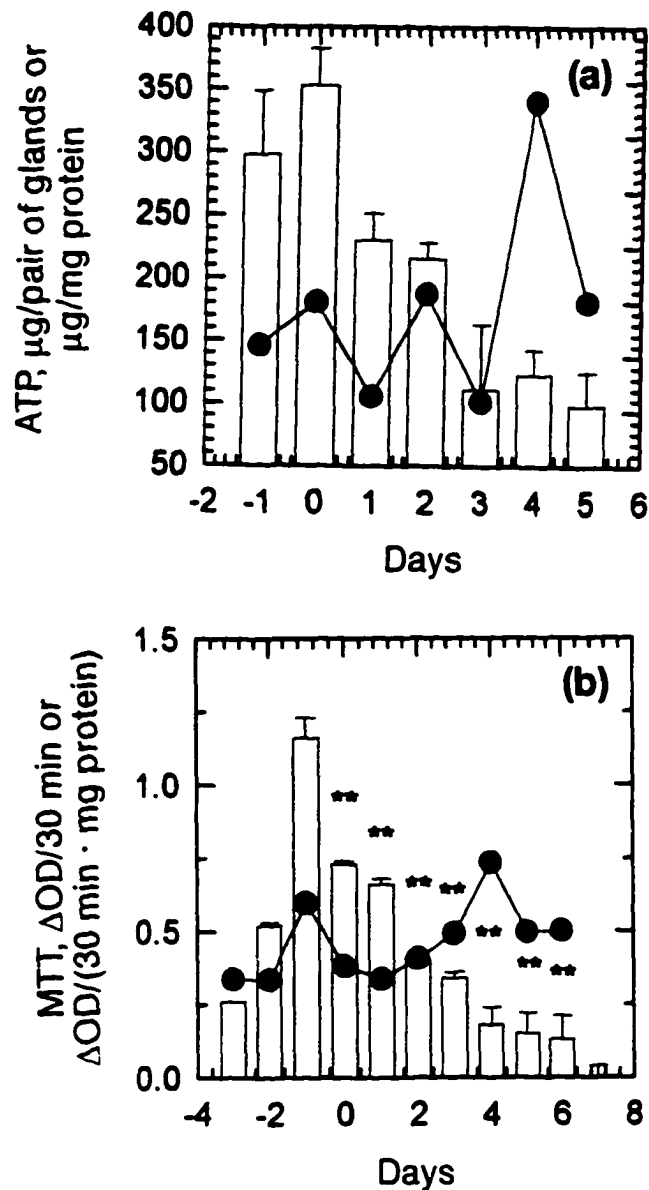 (a)
ATP, µg/pair of glands or
µg/mg protein
400
350
300
250
200
150
100
50
-2 -1 0 1 2 3 4 5 6
Days
(b)
MTT, ΔOD/30 min or
ΔOD/(30 min · mg protein)
1.5
1.0
0.5
0.0
**
**
**
**
**
**
**
-4 -2 0 2 4 6 8
Days